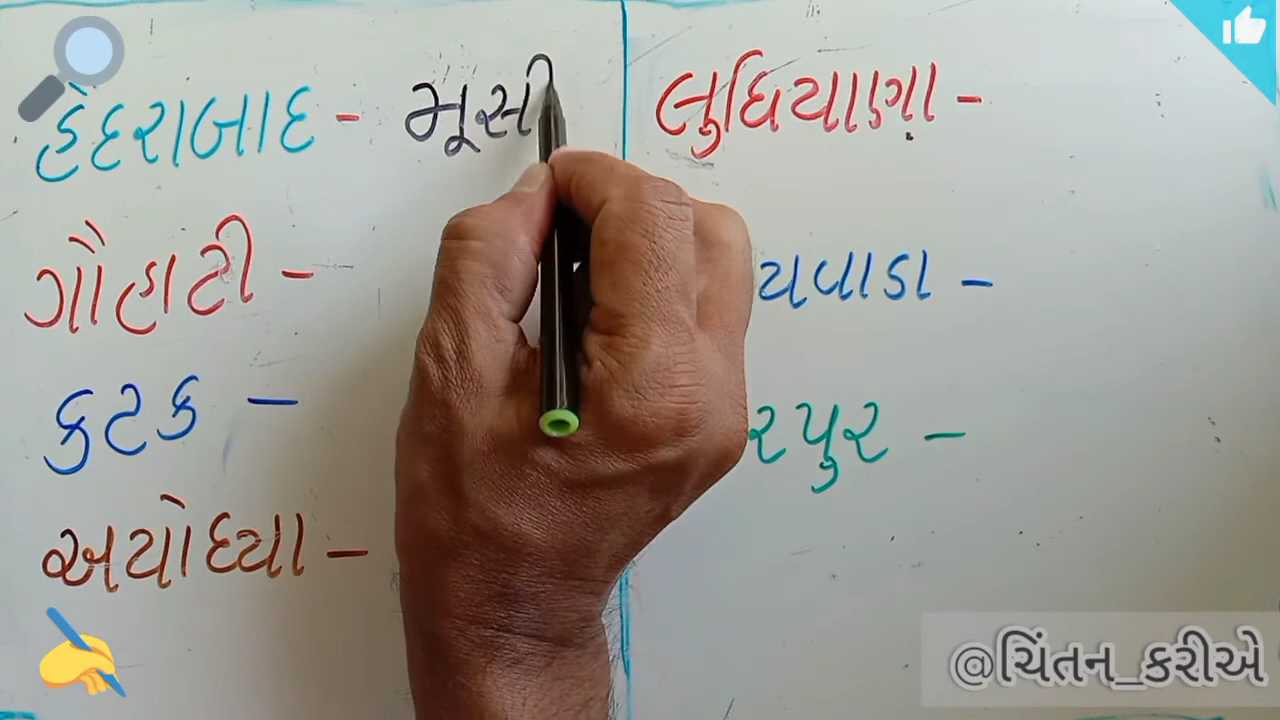 હૈદરાબાદ - મૂસી
ગૌહાટી -
કટક -
અયોધ્યા -
લુધિયાણા -
યવાડા -
રપુર -
@ચિંતન_કરીએ